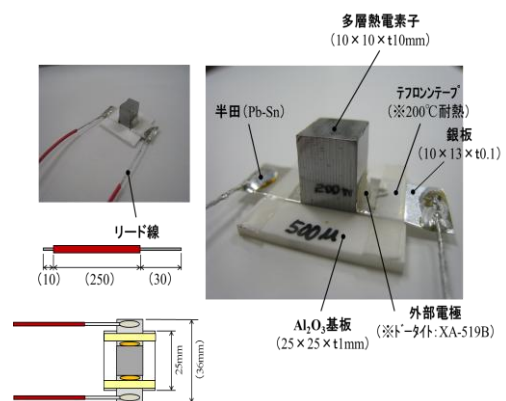 多層熱電素子
(10×10×t10mm)
半田(Pb-Sn)
テフロンテープ
(※200℃耐熱)
銀板
(10×13×t0.1)
リード線
(10) (250) (30)
200m
500μ
Al₂O₃基板
(25×25×t1mm)
外部電極
(※ドータイト:XA-519B)
25mm
(36mm)